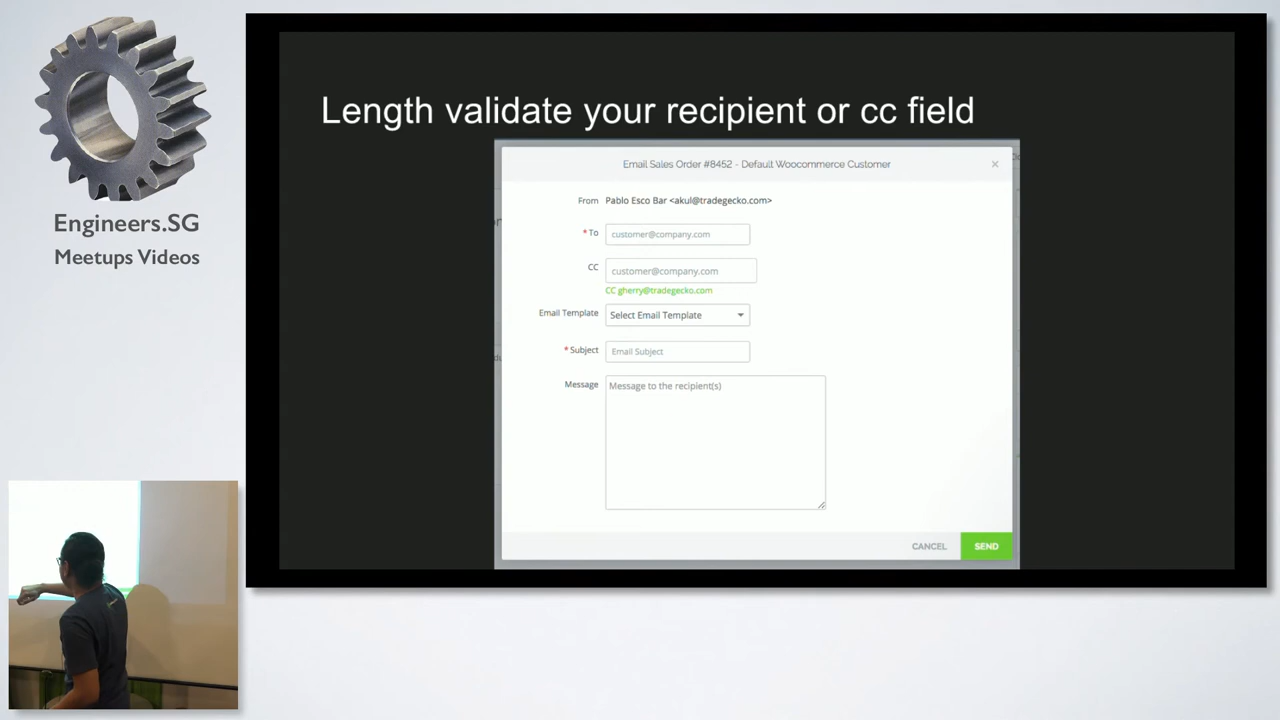 Engineers.SG
Meetups Videos
Length validate your recipient or cc field
Email Sales Order #8452 - Default Woocommerce Customer
×
From Pablo Esco Bar <akul@tradegecko.com>
* To customer@company.com
CC customer@company.com
CC gherry@tradegecko.com
Email Template Select Email Template
* Subject Email Subject
Message Message to the recipient(s)
CANCEL SEND